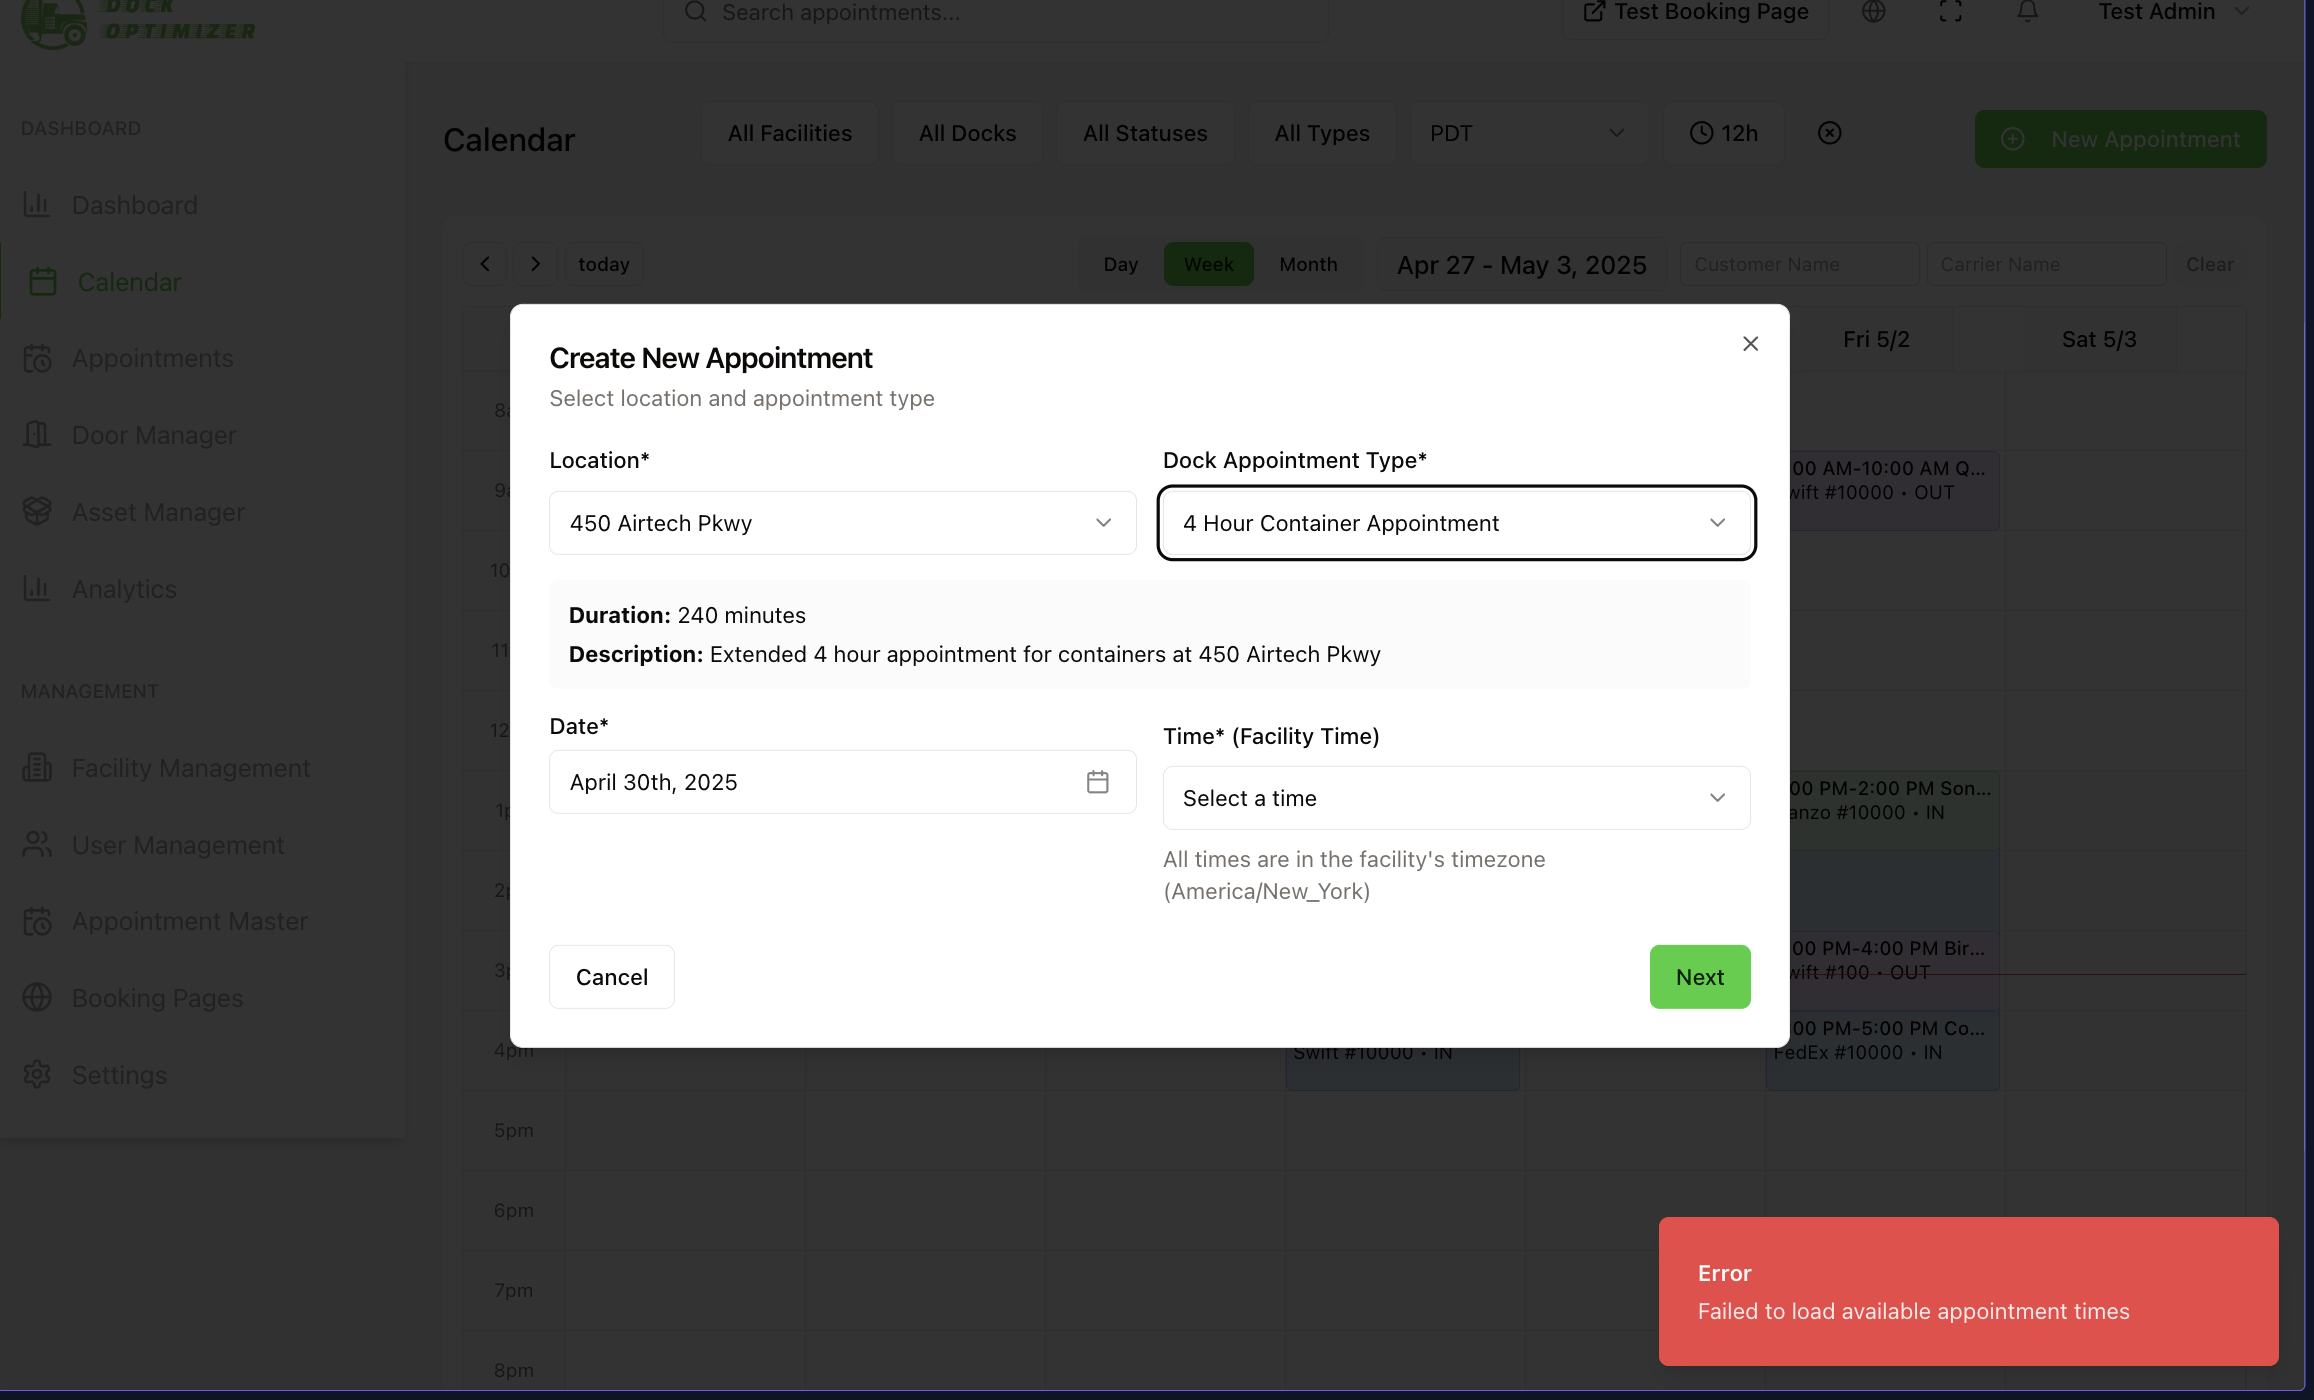 DOCK
OPTIMIZER
Search appointments...
Test Booking Page
Test Admin
DASHBOARD
Dashboard
Calendar
Appointments
Door Manager
Asset Manager
Analytics
MANAGEMENT
Facility Management
User Management
Appointment Master
Booking Pages
Settings
Calendar
All Facilities
All Docks
All Statuses
All Types
PDT
12h
New Appointment
today
Day
Week
Month
Apr 27 - May 3, 2025
Customer Name
Carrier Name
Clear
Fri 5/2
Sat 5/3
Create New Appointment
Select location and appointment type
Location*
450 Airtech Pkwy
Dock Appointment Type*
4 Hour Container Appointment
Duration: 240 minutes
Description: Extended 4 hour appointment for containers at 450 Airtech Pkwy
Date*
April 30th, 2025
Time* (Facility Time)
Select a time
All times are in the facility's timezone
(America/New_York)
Cancel
Next
00 AM-10:00 AM Q...
#10000 • OUT
00 PM-2:00 PM Son...
#10000 • IN
00 PM-4:00 PM Bir...
#100 • OUT
00 PM-5:00 PM Co...
FedEx #10000 • IN
Swift #10000 • IN
10
11
12
4pm
5pm
6pm
7pm
8pm
Error
Failed to load available appointment times